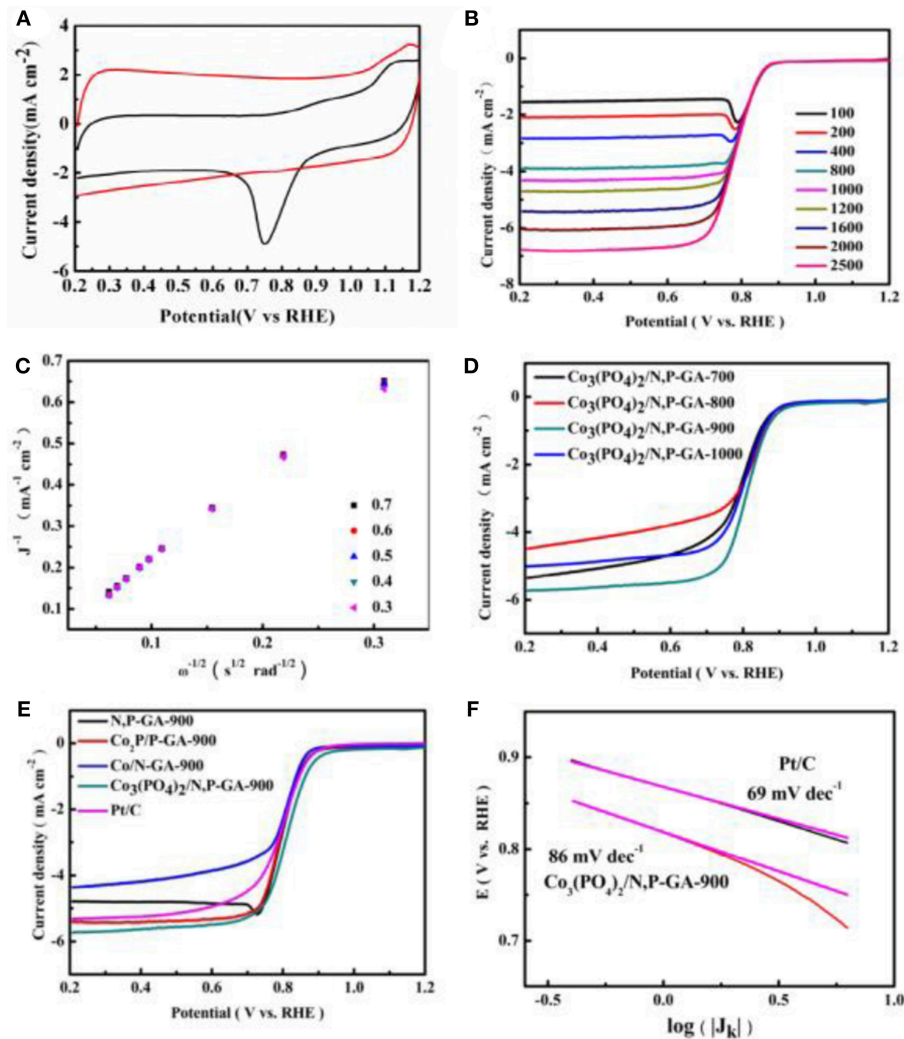 A
Current density(mA cm-2)
4
2
0
-2
-4
-6
0.2 0.3 0.4 0.5 0.6 0.7 0.8 0.9 1.0 1.1 1.2
Potential(V vs RHE)
B
Current density ( mA cm-2 )
0
-2
-4
-6
-8
100
200
400
800
1000
1200
1600
2000
2500
0.2 0.4 0.6 0.8 1.0 1.2
Potential ( V vs. RHE )
C
J-1 ( mA-1 cm-2 )
0.7
0.6
0.5
0.4
0.3
0.2
0.1
0.7
0.6
0.5
0.4
0.3
0.1 0.2 0.3
ω-1/2 ( s1/2 rad-1/2 )
D
Current density ( mA cm-2 )
0
-2
-4
-6
Co3(PO4)2/N,P-GA-700
Co3(PO4)2/N,P-GA-800
Co3(PO4)2/N,P-GA-900
Co3(PO4)2/N,P-GA-1000
0.2 0.4 0.6 0.8 1.0 1.2
Potential ( V vs. RHE )
E
Current density ( mA cm-2 )
0
-2
-4
-6
N,P-GA-900
Co2P/P-GA-900
Co/N-GA-900
Co3(PO4)2/N,P-GA-900
Pt/C
0.2 0.4 0.6 0.8 1.0 1.2
Potential ( V vs. RHE )
F
E ( V vs. RHE )
0.9
0.8
0.7
Pt/C
69 mV dec-1
86 mV dec-1
Co3(PO4)2/N,P-GA-900
-0.5 0.0 0.5 1.0
log ( |Jk| )